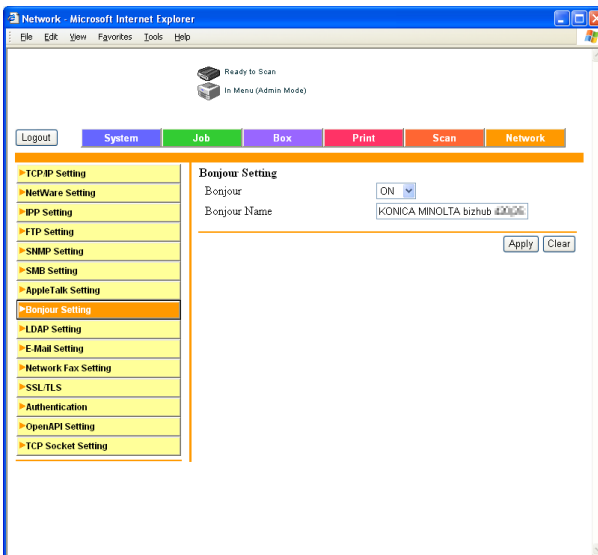 Network - Microsoft Internet Explorer
File Edit View Favorites Tools Help
Ready to Scan
In Menu (Admin Mode)
Logout System Job Box Print Scan Network
TCP/IP Setting
NetWare Setting
IPP Setting
FTP Setting
SNMP Setting
SMB Setting
AppleTalk Setting
Bonjour Setting
LDAP Setting
E-Mail Setting
Network Fax Setting
SSL/TLS
Authentication
OpenAPI Setting
TCP Socket Setting
Bonjour Setting
Bonjour ON
Bonjour Name KONICA MINOLTA bizhub
Apply Clear